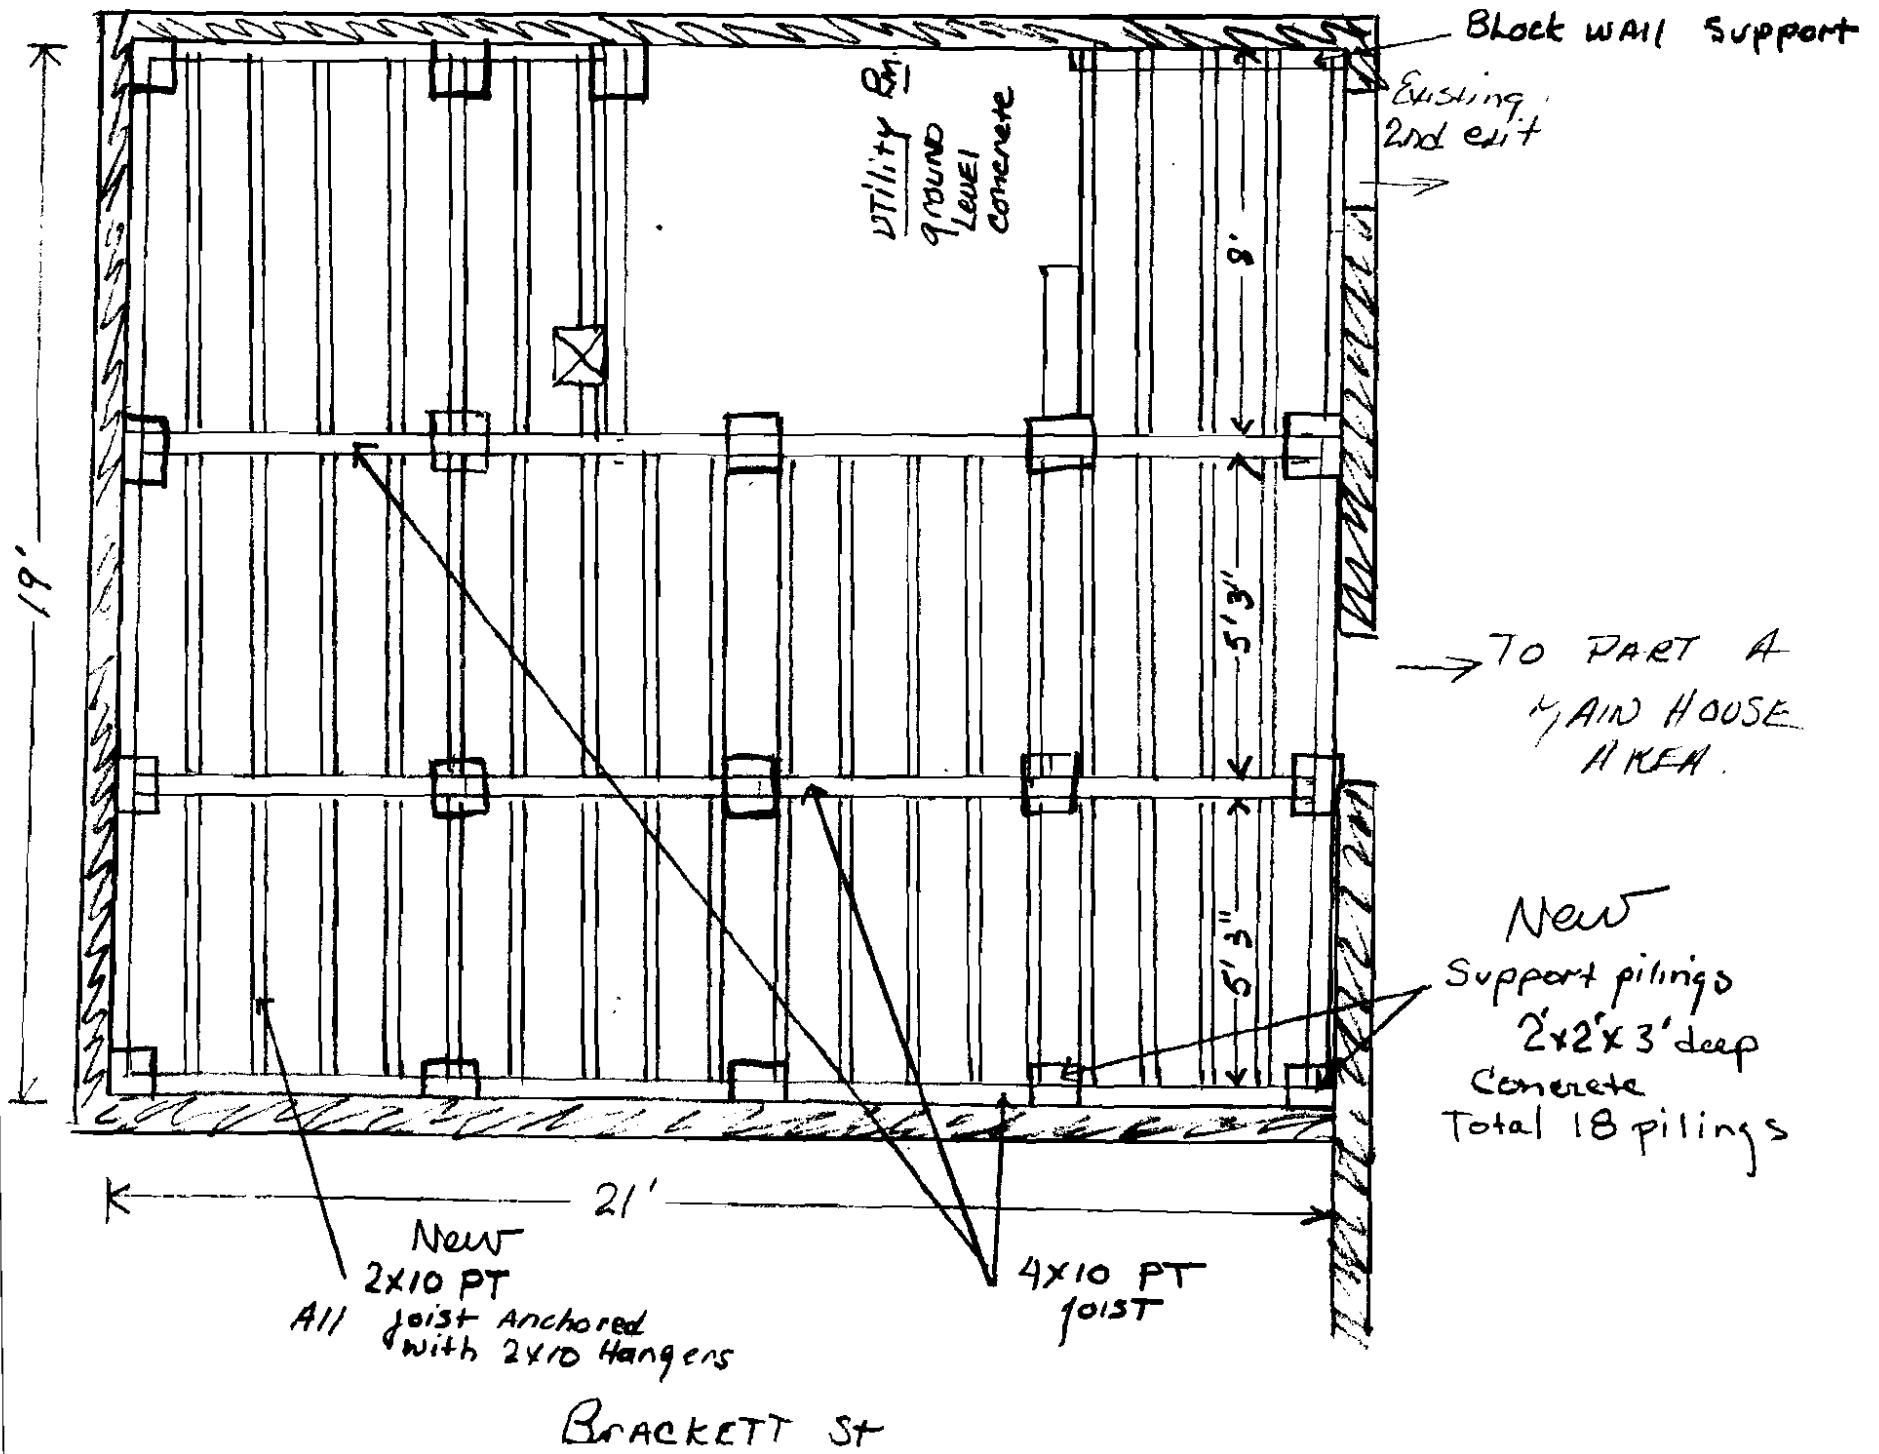 Block WAll Support
Existing
2nd exit
Utility Rm.
ground
Level
concrete
8'
19'
5' 3"
TO PART A
MAIN HOUSE
AREA.
5' 3"
New
Support pilings
2'x2'x3' deep
Concrete
Total 18 pilings
21'
New
2x10 PT
All joist Anchored
with 2x10 Hangers
4x10 PT
joist
BrACKETT St